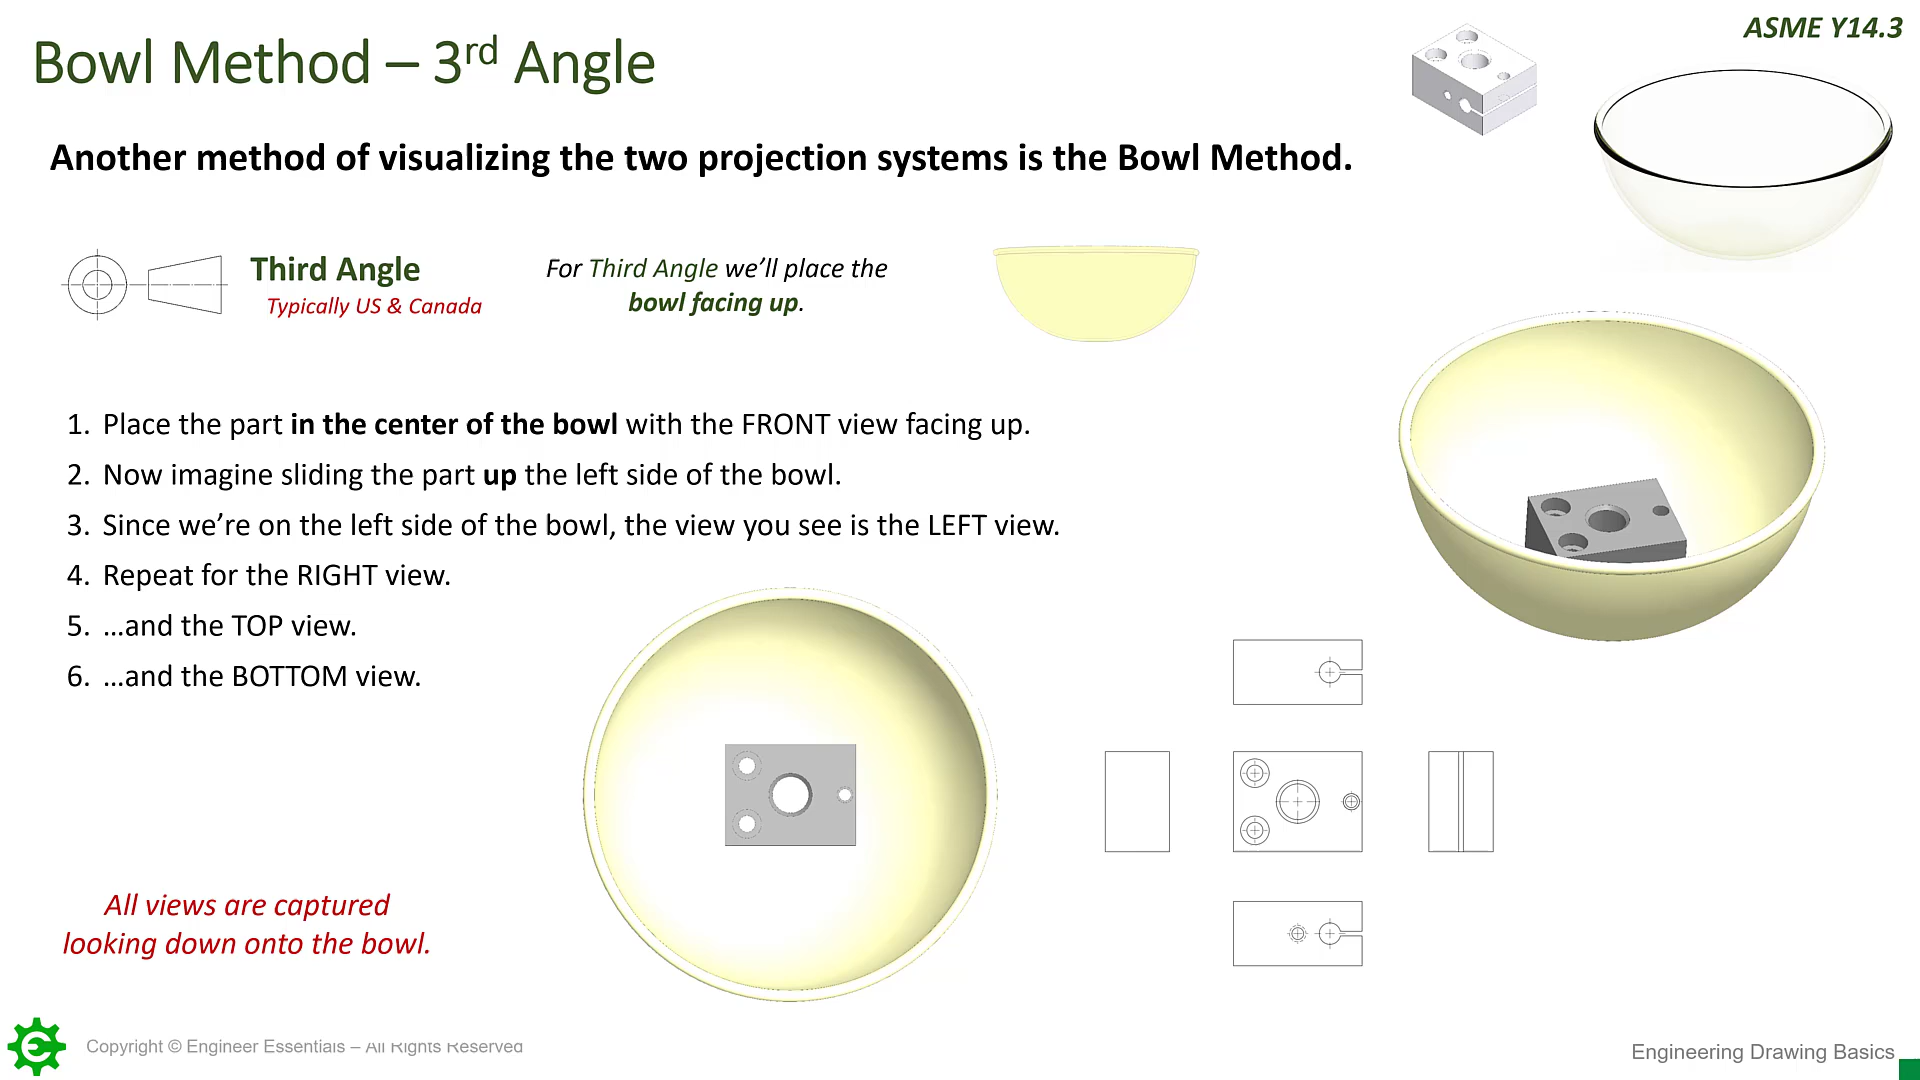 Bowl Method – 3rd Angle
ASME Y14.3
Another method of visualizing the two projection systems is the Bowl Method.
Third Angle
Typically US & Canada
For Third Angle we’ll place the
bowl facing up.
1. Place the part in the center of the bowl with the FRONT view facing up.
2. Now imagine sliding the part up the left side of the bowl.
3. Since we’re on the left side of the bowl, the view you see is the LEFT view.
4. Repeat for the RIGHT view.
5. …and the TOP view.
6. …and the BOTTOM view.
All views are captured
looking down onto the bowl.
Copyright © Engineer Essentials – All Rights Reserved
Engineering Drawing Basics